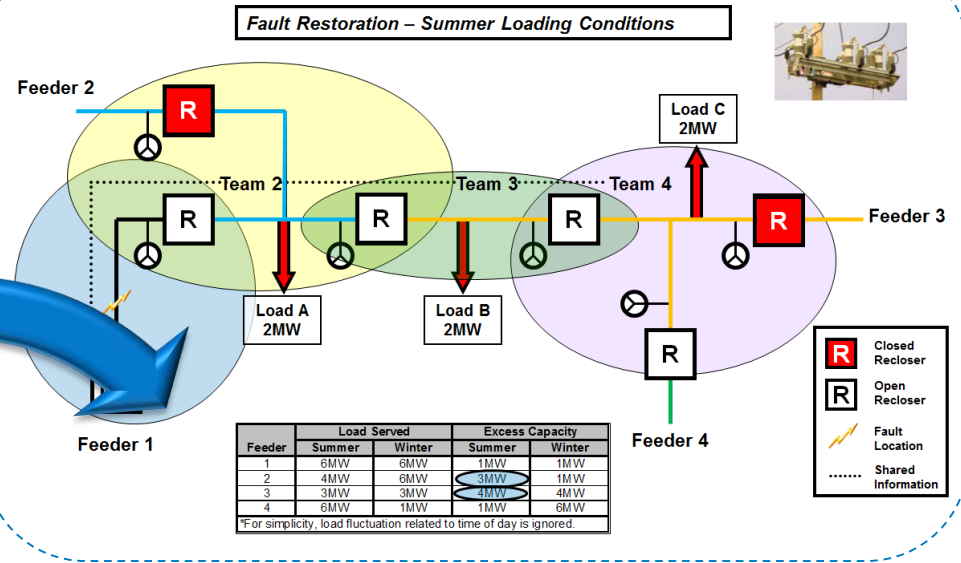 Fault Restoration – Summer Loading Conditions
Feeder 2
R
Load C
2MW
Team 2
Team 3
Team 4
R
R
R
R
Feeder 3
Load A
2MW
Load B
2MW
R
Feeder 1
Feeder 4
R
Closed
Recloser
R
Open
Recloser
Fault
Location
Shared
Information
Load Served Excess Capacity
Feeder Summer Winter Summer Winter
1 6MW 6MW 1MW 1MW
2 4MW 6MW 3MW 1MW
3 3MW 3MW 4MW 4MW
4 6MW 1MW 1MW 6MW
*For simplicity, load fluctuation related to time of day is ignored.